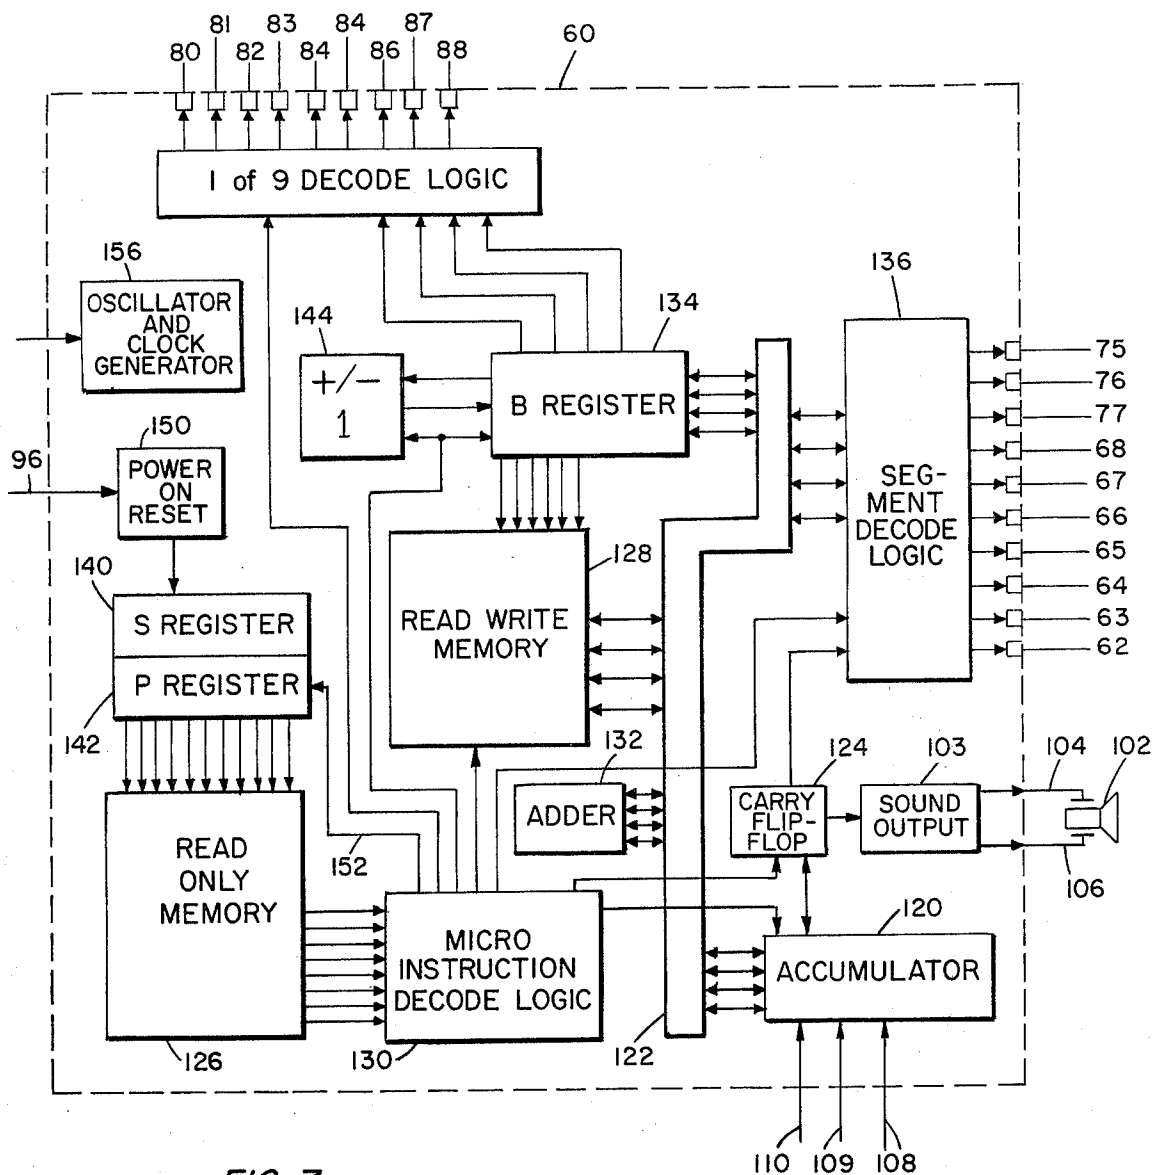 81 83 84 87
80 82 84 86 88
60
1 of 9 DECODE LOGIC
156
OSCILLATOR
AND
CLOCK
GENERATOR
144
+/-
1
134
B REGISTER
136
SEG-
MENT
DECODE
LOGIC
75
76
77
68
67
66
65
64
63
62
96
150
POWER
ON
RESET
140
S REGISTER
P REGISTER
142
128
READ WRITE
MEMORY
132
ADDER
124
CARRY
FLIP-
FLOP
103
SOUND
OUTPUT
104
102
106
READ
ONLY
MEMORY
126
152
MICRO
INSTRUCTION
DECODE LOGIC
130
122
120
ACCUMULATOR
110 109 108